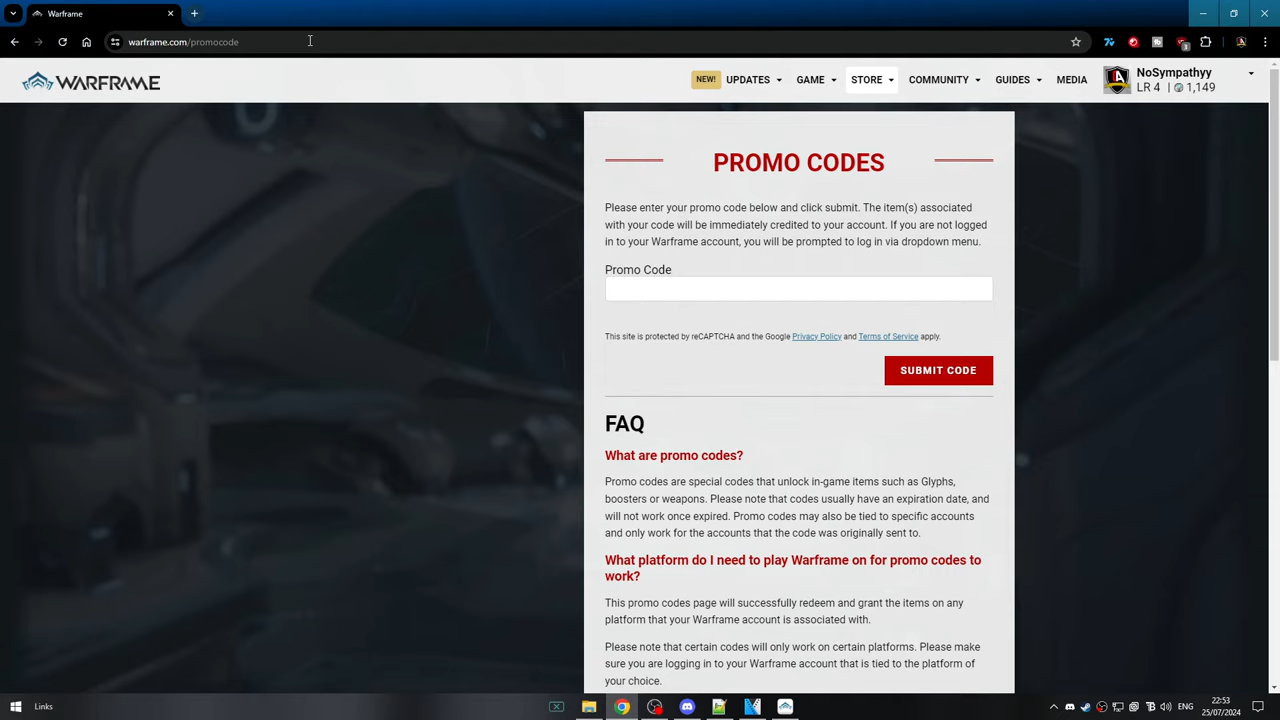 Warframe
warframe.com/promocode
3
WARFRAME
NEW! UPDATES GAME STORE COMMUNITY GUIDES MEDIA
NoSympathyy
LR 4 | 1,149
PROMO CODES
Please enter your promo code below and click submit. The item(s) associated
with your code will be immediately credited to your account. If you are not logged
in to your Warframe account, you will be prompted to log in via dropdown menu.
Promo Code
This site is protected by reCAPTCHA and the Google Privacy Policy and Terms of Service apply.
SUBMIT CODE
FAQ
What are promo codes?
Promo codes are special codes that unlock in-game items such as Glyphs,
boosters or weapons. Please note that codes usually have an expiration date, and
will not work once expired. Promo codes may also be tied to specific accounts
and only work for the accounts that the code was originally sent to.
What platform do I need to play Warframe on for promo codes to
work?
This promo codes page will successfully redeem and grant the items on any
platform that your Warframe account is associated with.
Please note that certain codes will only work on certain platforms. Please make
sure you are logging in to your Warframe account that is tied to the platform of
your choice.
Links
ENG
22:53
25/07/2024